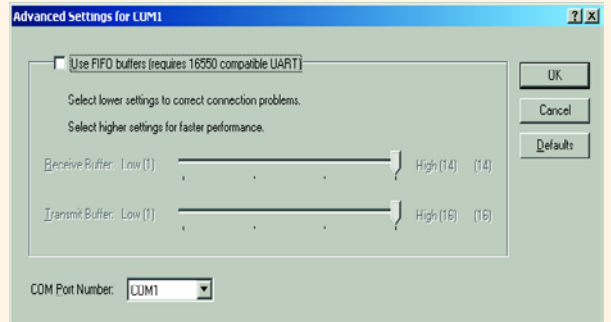 Advanced Settings for COM1
Use FIFO buffers (requires 16550 compatible UART)
OK
Select lower settings to correct connection problems.
Cancel
Select higher settings for faster performance.
Defaults
Receive Buffer: Low (1) High (14) (14)
Transmit Buffer: Low (1) High (16) (16)
COM Port Number: COM1